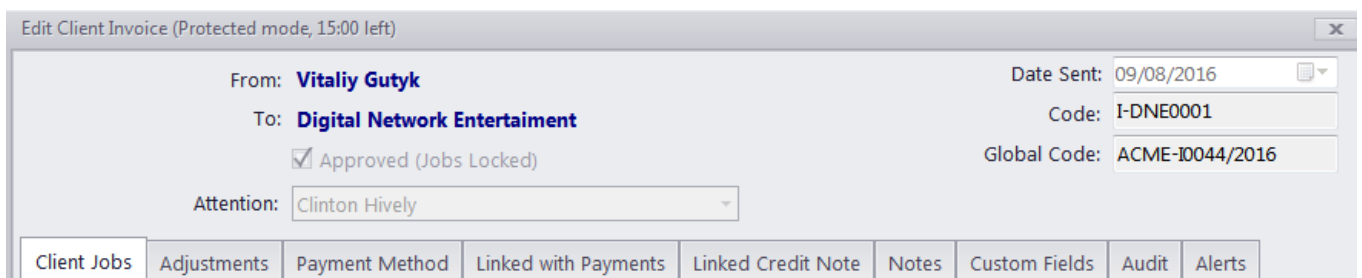 Edit Client Invoice (Protected mode, 15:00 left)
From: Vitaliy Gutyk
Date Sent: 09/08/2016
To: Digital Network Entertaiment
Code: I-DNE0001
Approved (Jobs Locked)
Global Code: ACME-I0044/2016
Attention: Clinton Hively
Client Jobs Adjustments Payment Method Linked with Payments Linked Credit Note Notes Custom Fields Audit Alerts